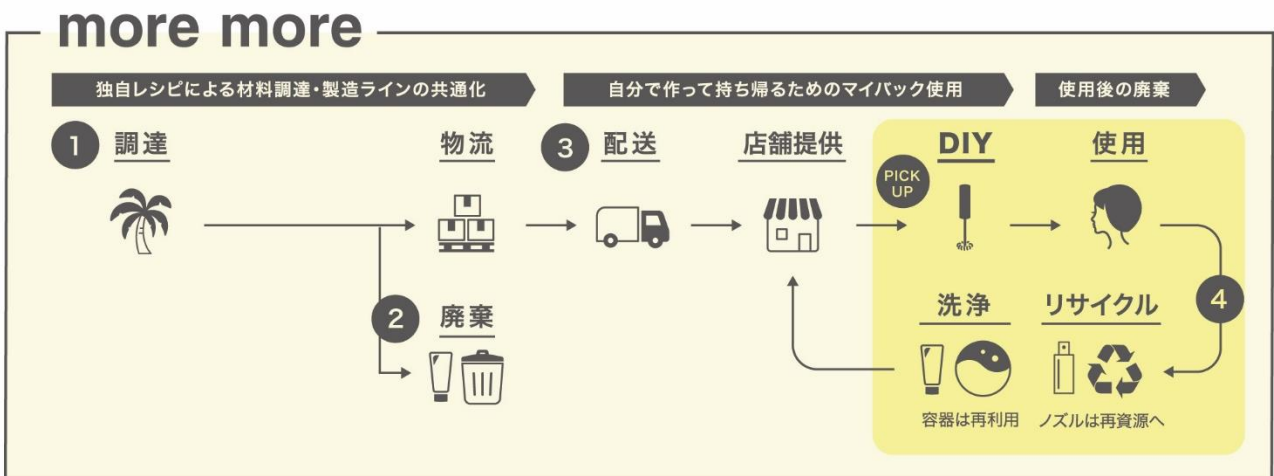 more more
独自レシピによる材料調達・製造ラインの共通化
自分で作って持ち帰るためのマイバック使用
使用後の廃棄
1 調達
物流
3 配送
店舗提供
PICK
UP
DIY
使用
2 廃棄
洗浄
リサイクル
4
容器は再利用
ノズルは再資源へ